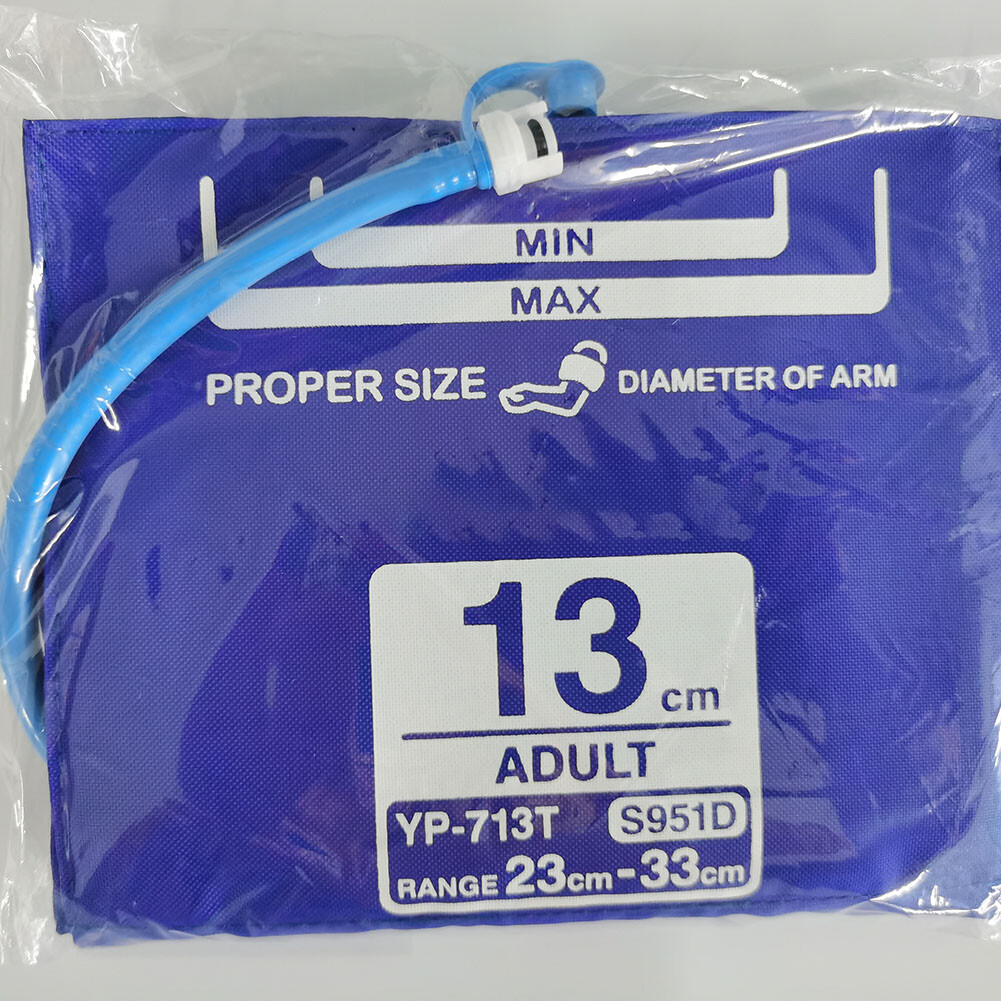 MIN
MAX
PROPER SIZE DIAMETER OF ARM
13 cm
ADULT
YP-713T S951D
RANGE 23cm-33cm